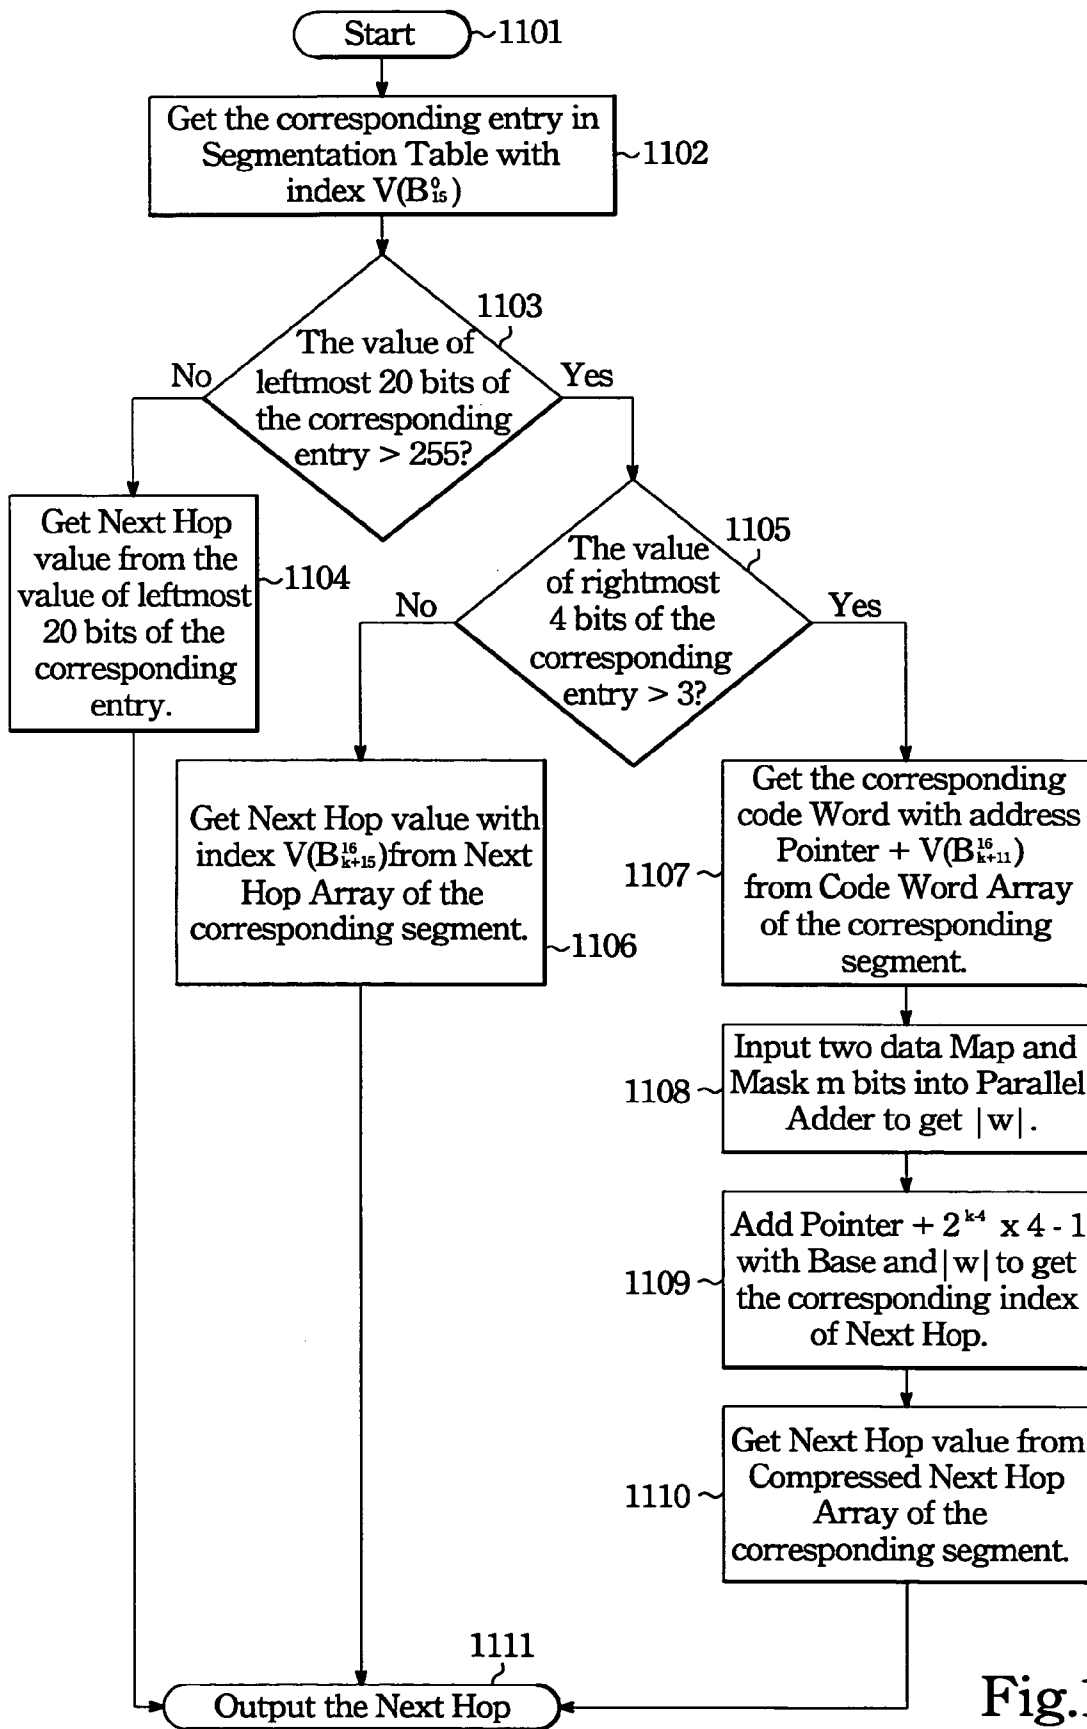 Start
1101
Get the corresponding entry in
Segmentation Table with
index V(B⁰₁₅)
1102
1103
The value of
leftmost 20 bits of
the corresponding
entry > 255?
No
Yes
Get Next Hop
value from the
value of leftmost
20 bits of the
corresponding
entry.
1104
1105
The value
of rightmost
4 bits of the
corresponding
entry > 3?
No
Yes
Get Next Hop value with
index V(B¹⁶ₖ₊₁₅)from Next
Hop Array of the
corresponding segment.
1106
Get the corresponding
code Word with address
Pointer + V(B¹⁶ₖ₊₁₁)
from Code Word Array
of the corresponding
segment.
1107
Input two data Map and
Mask m bits into Parallel
Adder to get |w|.
1108
Add Pointer + 2ᵏ⁻⁴ x 4 - 1
with Base and|w| to get
the corresponding index
of Next Hop.
1109
Get Next Hop value from
Compressed Next Hop
Array of the
corresponding segment.
1110
1111
Output the Next Hop
Fig.